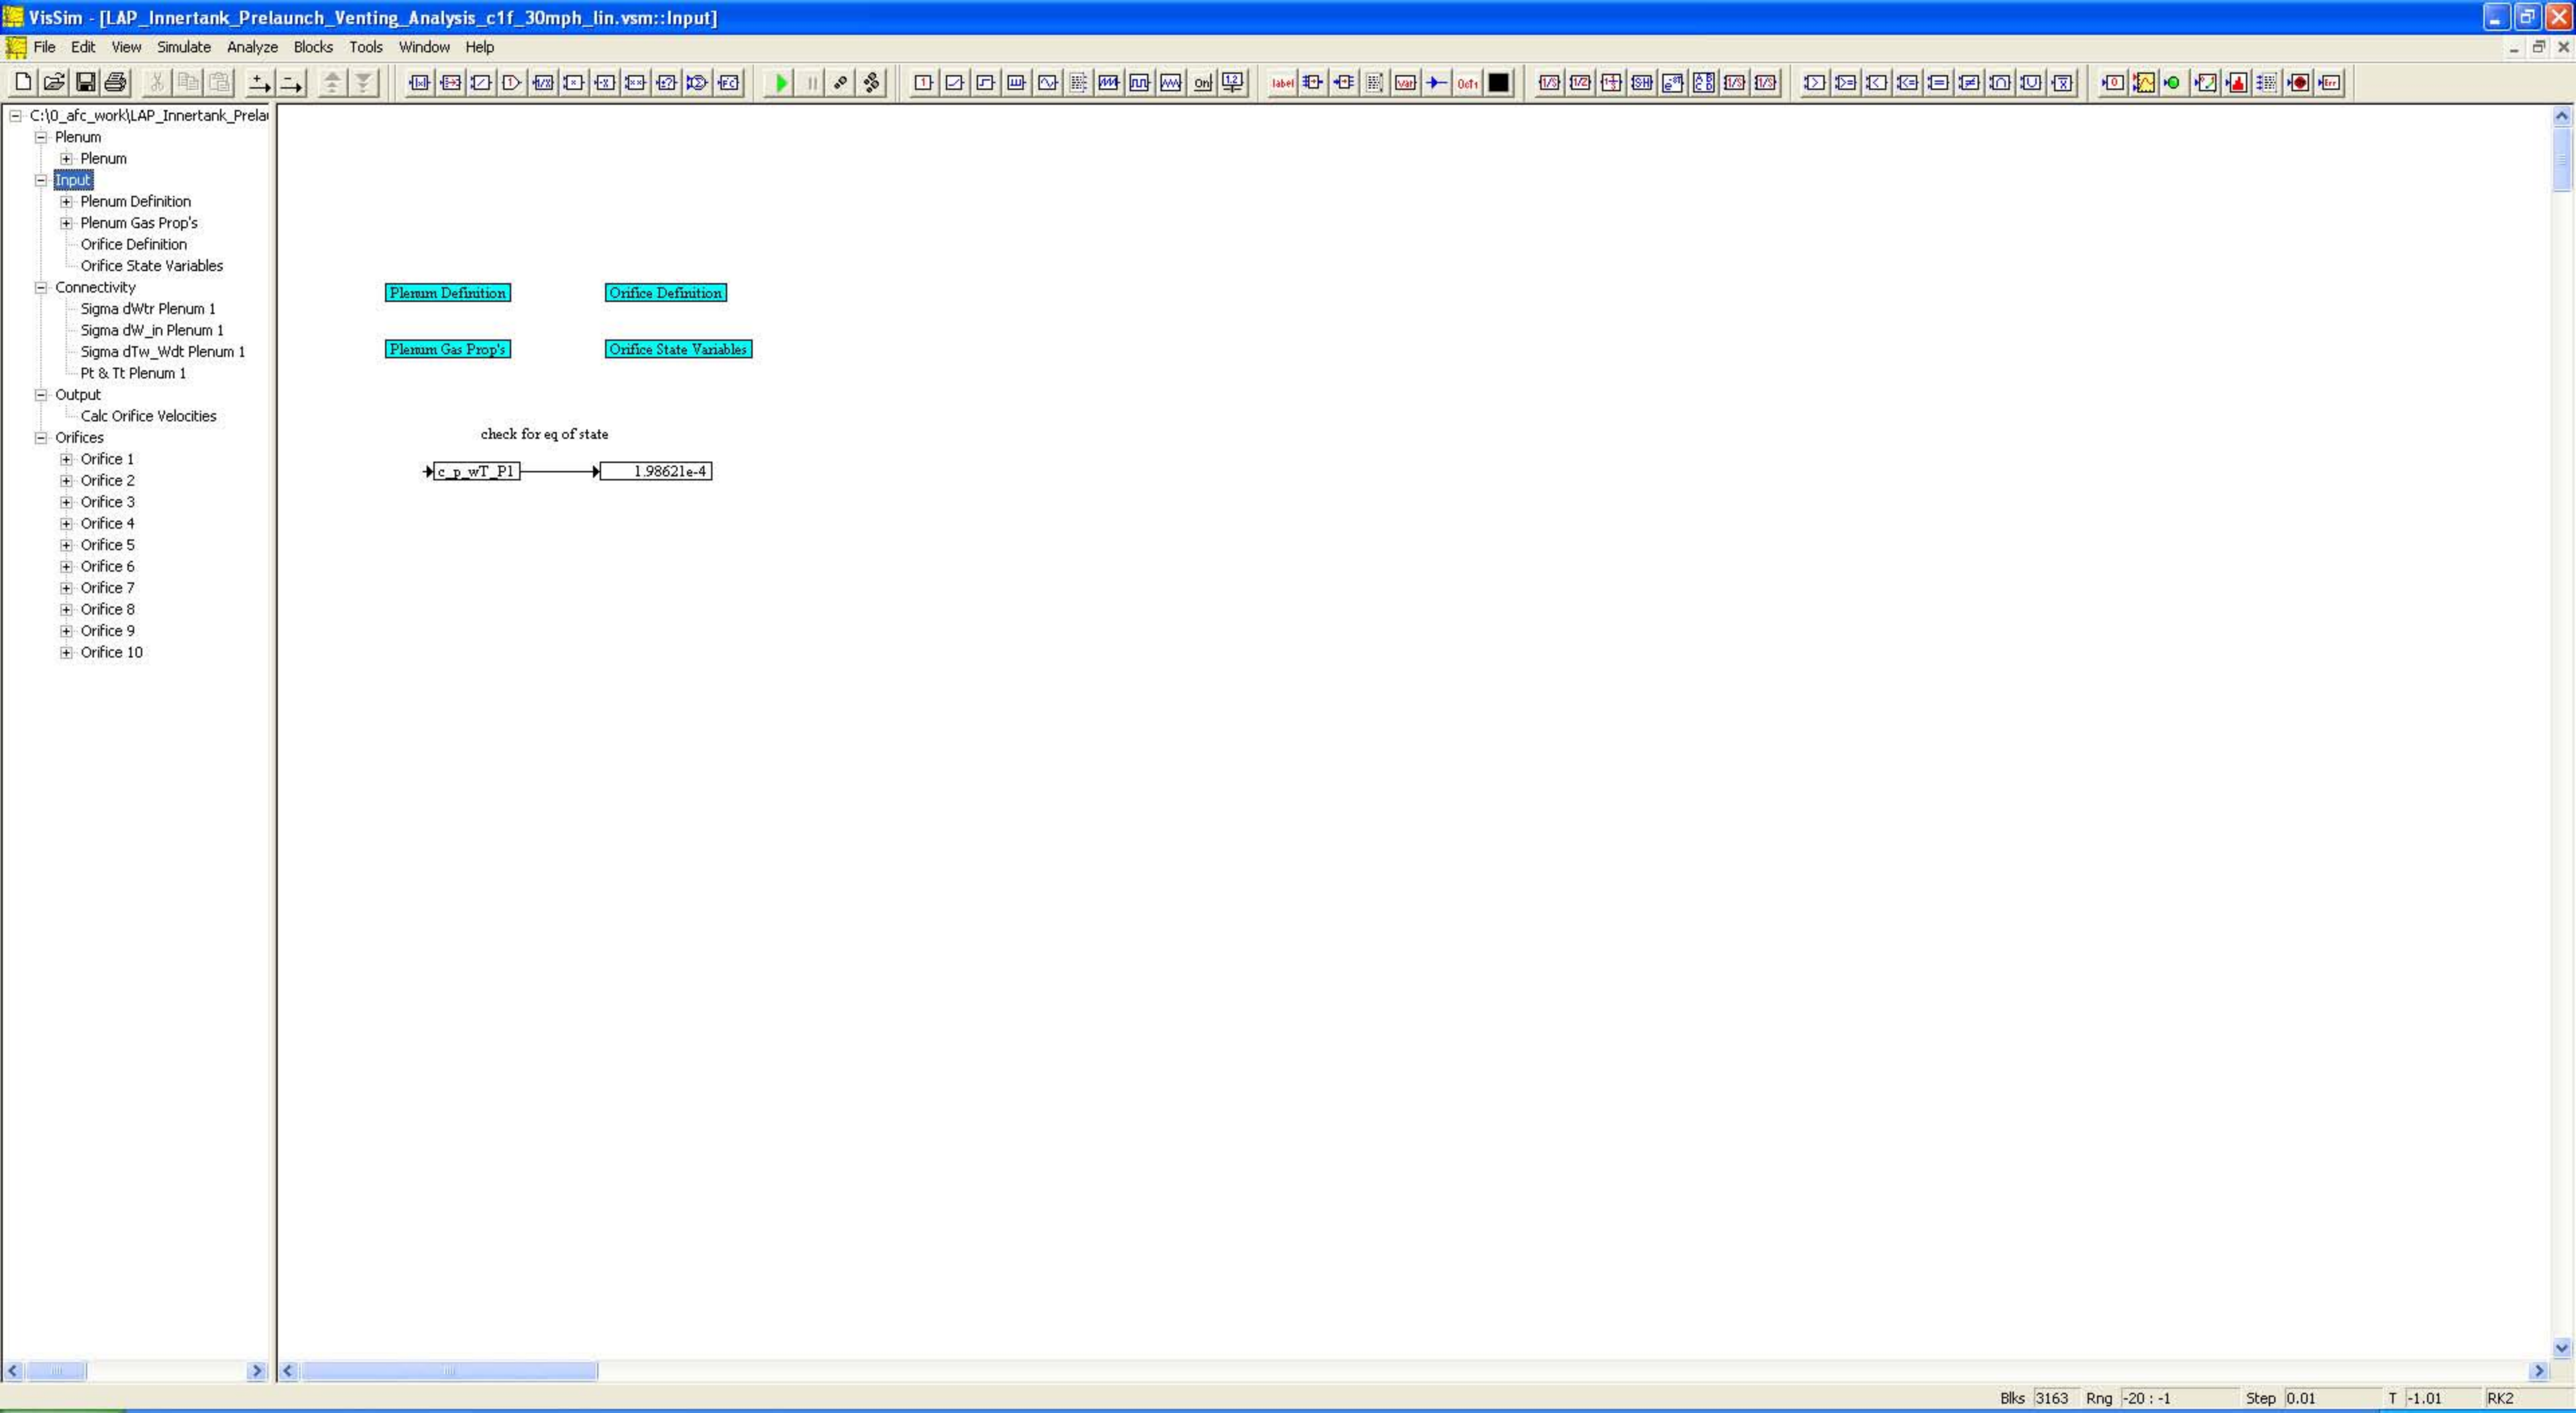 VisSim - [LAP_Innertank_Prelaunch_Venting_Analysis_c1f_30mph_lin.vsm::Input]
File Edit View Simulate Analyze Blocks Tools Window Help
label
Var
C:\0_afc_work\LAP_Innertank_Prela
Plenum
Plenum
Input
Plenum Definition
Plenum Gas Prop's
Orifice Definition
Orifice State Variables
Connectivity
Sigma dWtr Plenum 1
Sigma dW_in Plenum 1
Sigma dTw_Wdt Plenum 1
Pt & Tt Plenum 1
Output
Calc Orifice Velocities
Orifices
Orifice 1
Orifice 2
Orifice 3
Orifice 4
Orifice 5
Orifice 6
Orifice 7
Orifice 8
Orifice 9
Orifice 10
Plenum Definition Orifice Definition
Plenum Gas Prop's Orifice State Variables
check for eq of state
c_p_wT_P1 1.98621e-4
Blks 3163 Rng -20 : -1 Step 0.01 T -1.01 RK2